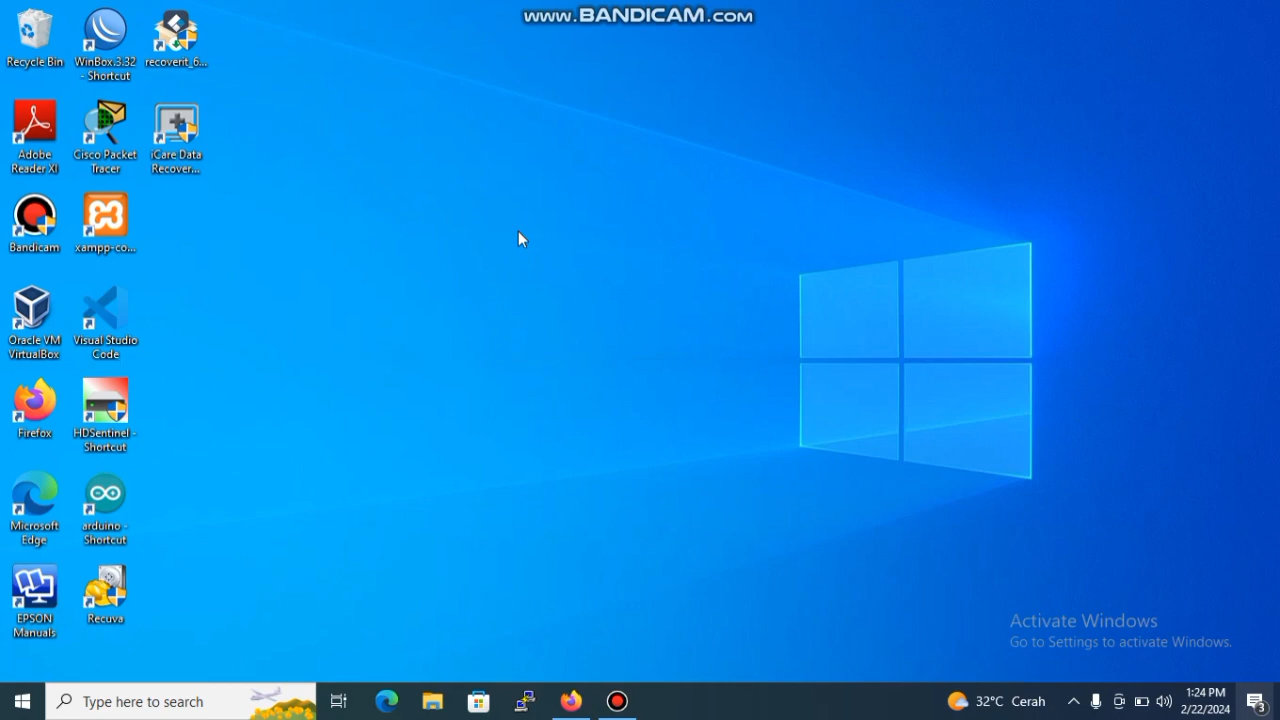 www.BANDICAM.com
Recycle Bin
WinBox.3.32
- Shortcut
recoverit_6...
Adobe
Reader XI
Cisco Packet
Tracer
iCare Data
Recover...
Bandicam
xampp-co...
Oracle VM
VirtualBox
Visual Studio
Code
Firefox
HDSentinel -
Shortcut
Microsoft
Edge
arduino -
Shortcut
EPSON
Manuals
Recuva
Activate Windows
Go to Settings to activate Windows.
Type here to search
32°C Cerah
1:24 PM
2/22/2024
3